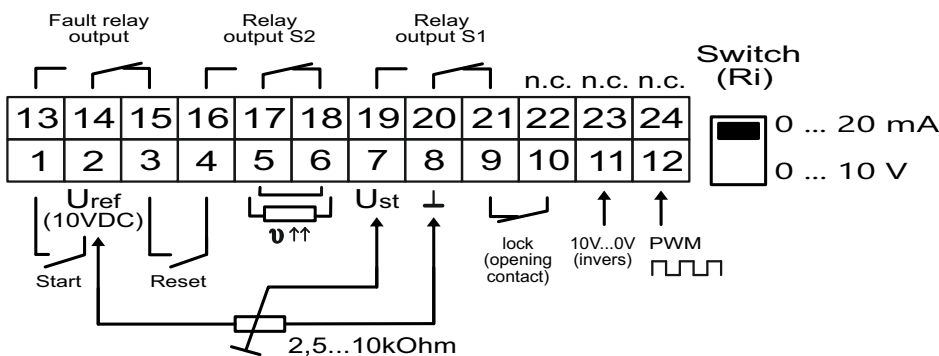 Fault relay output
Relay output S2
Relay output S1
Switch (Ri)
n.c. n.c. n.c.
13 14 15 16 17 18 19 20 21 22 23 24
0 ... 20 mA
1 2 3 4 5 6 7 8 9 10 11 12
0 ... 10 V
Uref (10VDC)
Ust ⊥
ϑ ↑↑
Start
Reset
lock (opening contact)
10V...0V (invers)
PWM
2,5...10kOhm